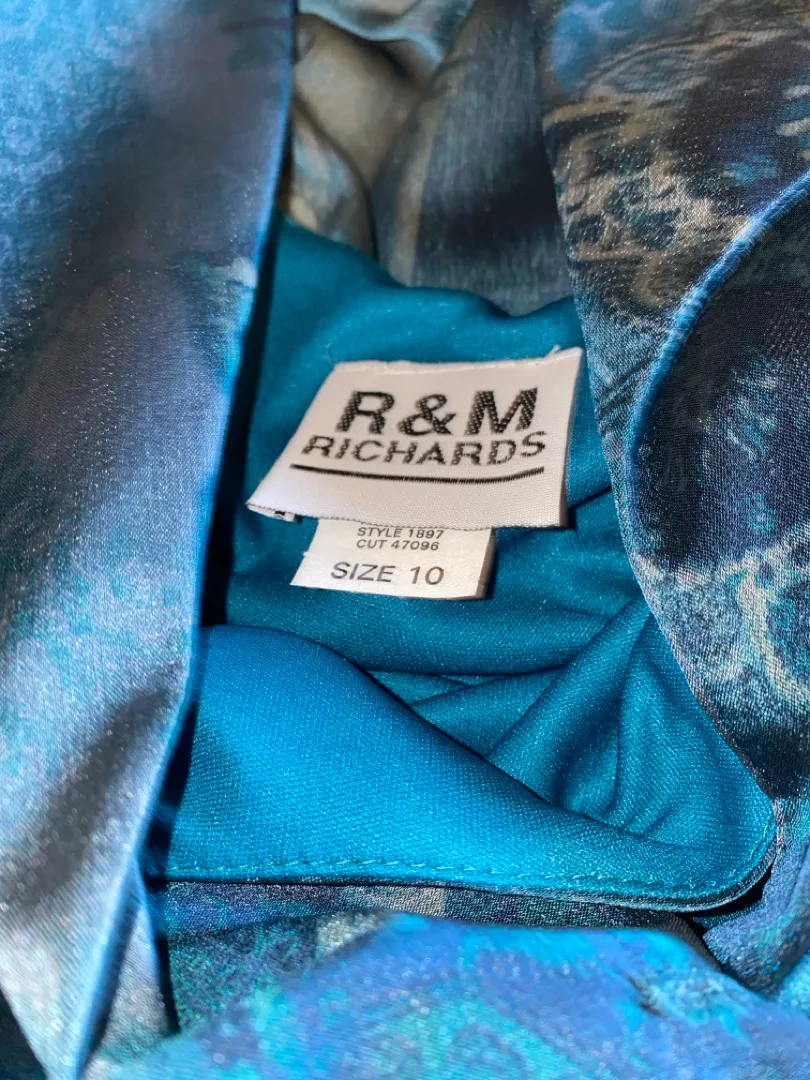 R&M
RICHARDS
STYLE 1897
CUT 47096
SIZE 10